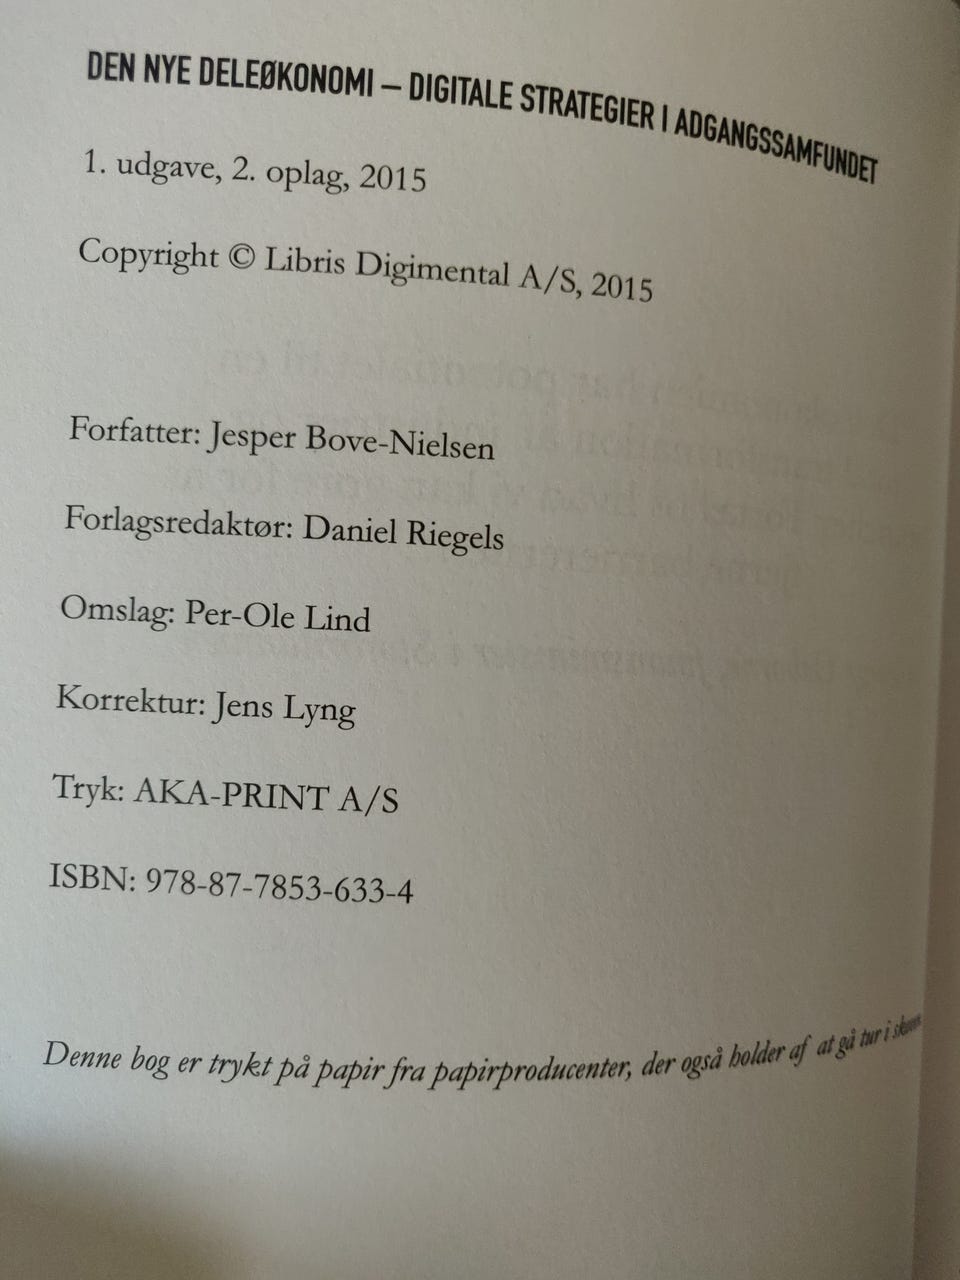 DEN NYE DELEØKONOMI – DIGITALE STRATEGIER I ADGANGSSAMFUNDET
1. udgave, 2. oplag, 2015
Copyright © Libris Digimental A/S, 2015
Forfatter: Jesper Bove-Nielsen
Forlagsredaktør: Daniel Riegels
Omslag: Per-Ole Lind
Korrektur: Jens Lyng
Tryk: AKA-PRINT A/S
ISBN: 978-87-7853-633-4
Denne bog er trykt på papir fra papirproducenter, der også holder af at gå tur i